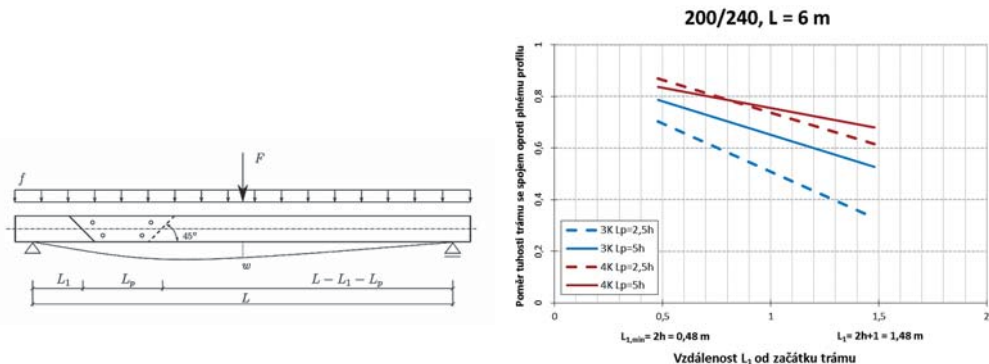 f
F
45°
w
L₁
Lₚ
L − L₁ − Lₚ
L
200/240, L = 6 m
Poměr tuhosti trámu se spojem oproti plnému profilu
1
0,8
0,6
0,4
0,2
0
3K Lp=2,5h
3K Lp=5h
4K Lp=2,5h
4K Lp=5h
0 0,5 1 1,5 2
L₁,min= 2h = 0,48 m
L₁= 2h+1 = 1,48 m
Vzdálenost L₁ od začátku trámu